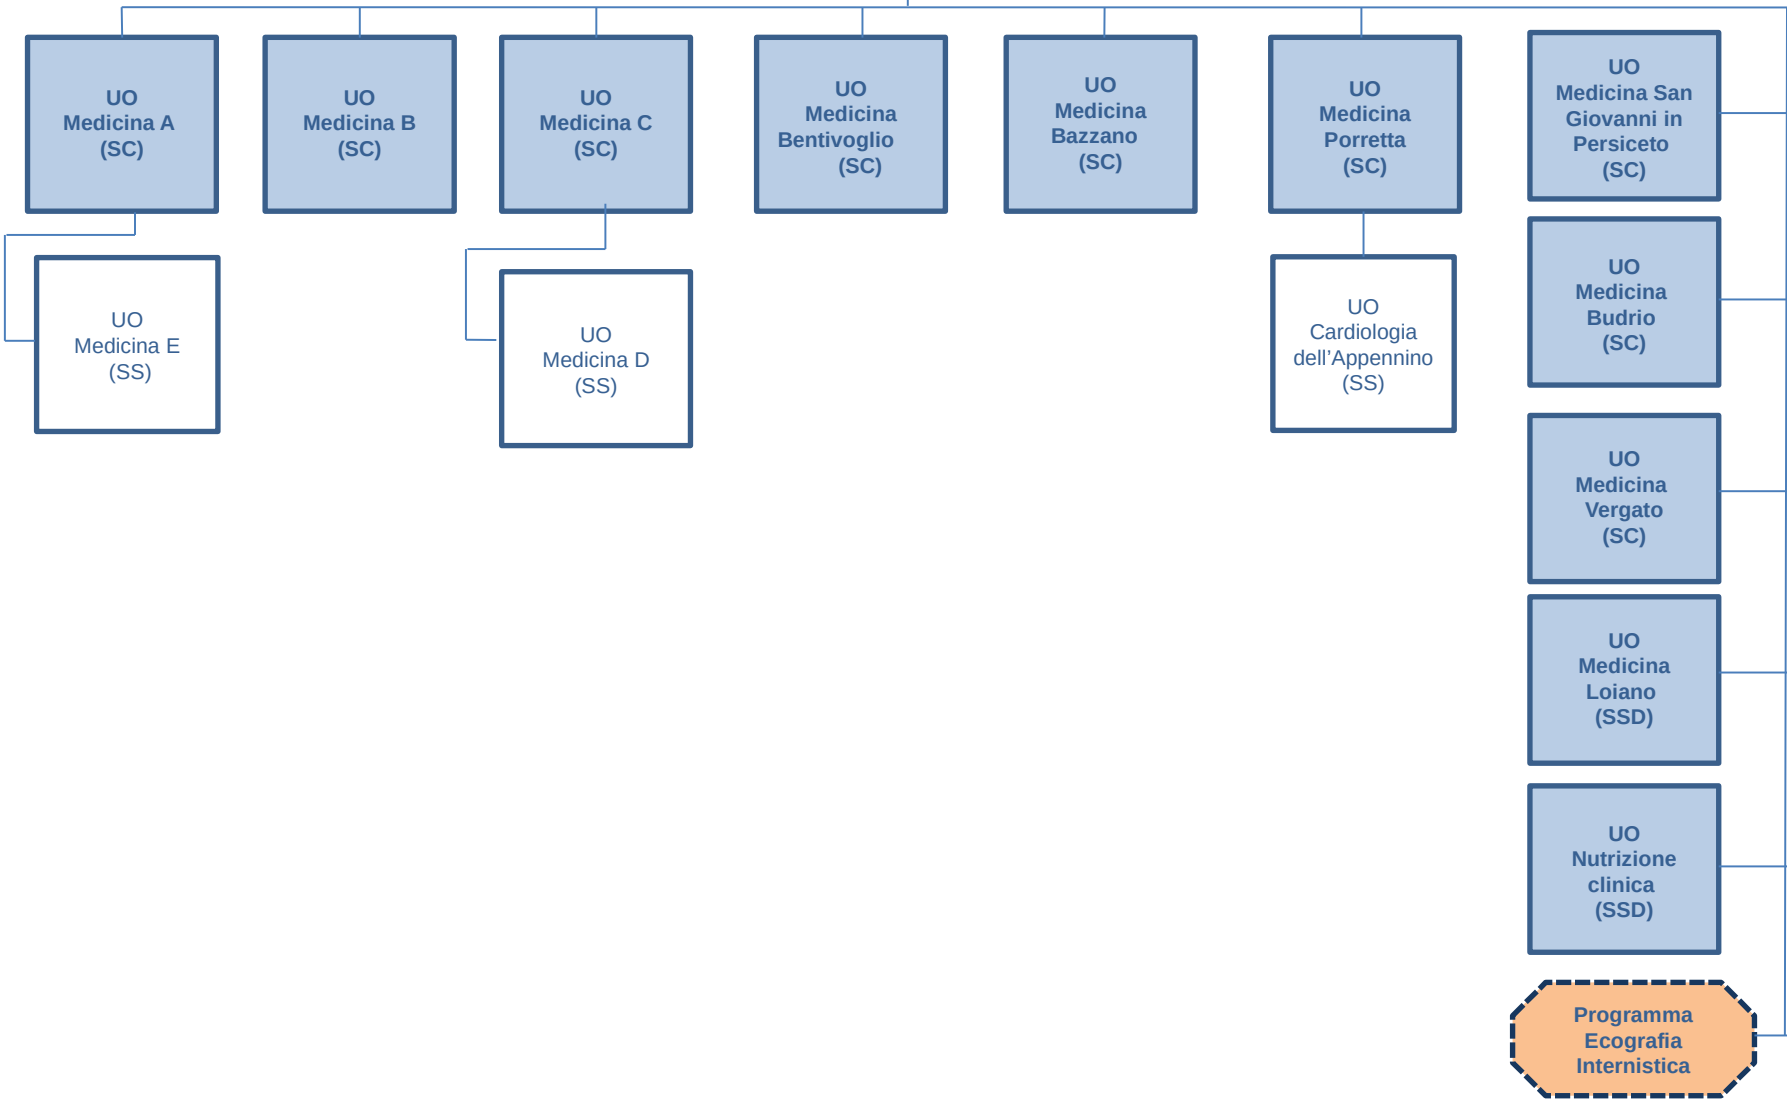 UO
Medicina A
(SC)
UO
Medicina B
(SC)
UO
Medicina C
(SC)
UO
Medicina
Bentivoglio
(SC)
UO
Medicina
Bazzano
(SC)
UO
Medicina
Porretta
(SC)
UO
Medicina San
Giovanni in
Persiceto
(SC)
UO
Medicina E
(SS)
UO
Medicina D
(SS)
UO
Cardiologia
dell’Appennino
(SS)
UO
Medicina
Budrio
(SC)
UO
Medicina
Vergato
(SC)
UO
Medicina
Loiano
(SSD)
UO
Nutrizione
clinica
(SSD)
Programma
Ecografia
Internistica